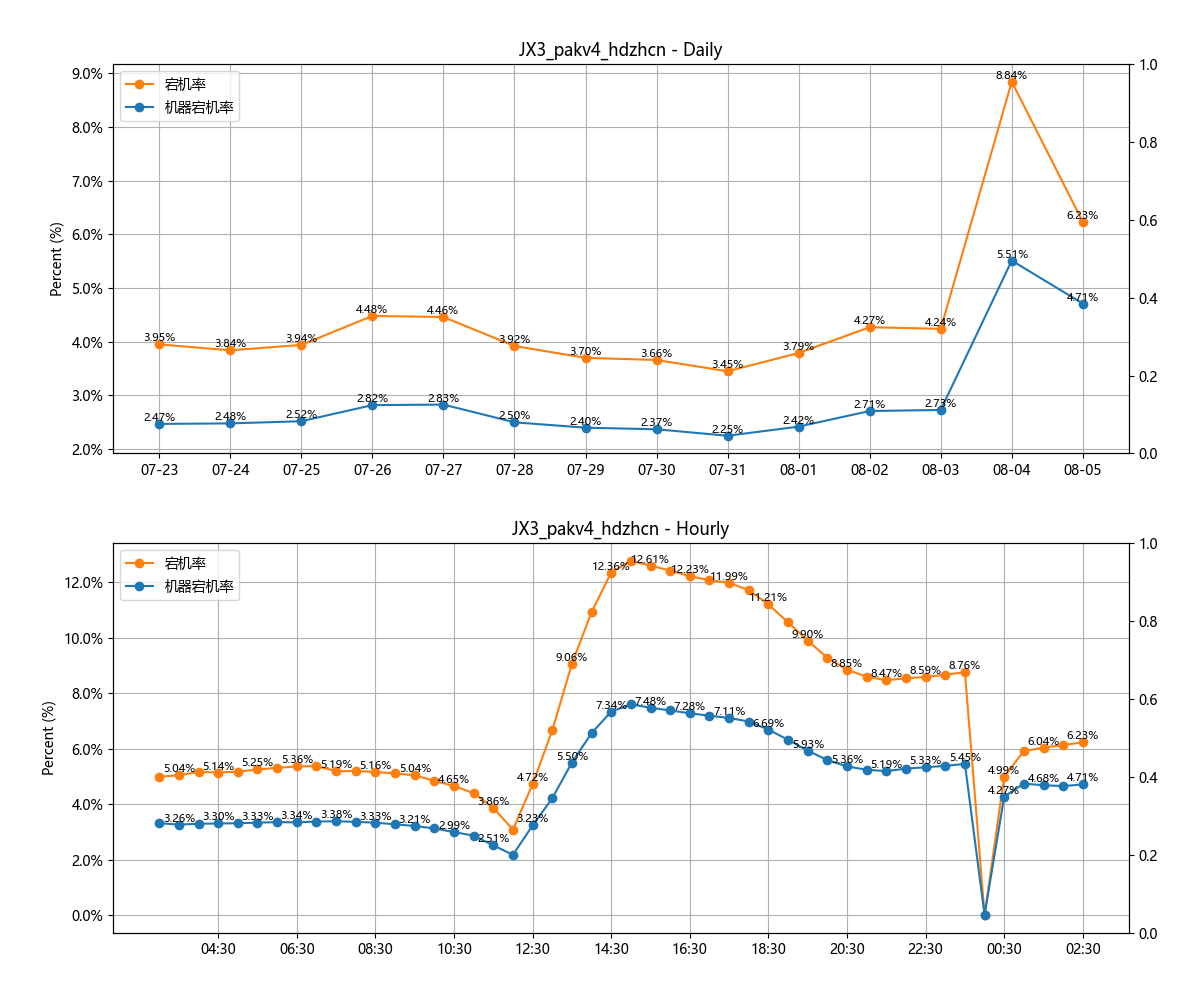 JX3_pakv4_hdzhcn - Daily
宕机率
机器宕机率
Percent (%)
9.0%
8.0%
7.0%
6.0%
5.0%
4.0%
3.0%
2.0%
1.0
0.8
0.6
0.4
0.2
0.0
3.95% 3.84% 3.94% 4.48% 4.46% 3.92% 3.70% 3.66% 3.45% 3.79% 4.27% 4.24% 8.84% 6.23%
2.47% 2.48% 2.52% 2.82% 2.83% 2.50% 2.40% 2.37% 2.25% 2.42% 2.71% 2.73% 5.51% 4.71%
07-23 07-24 07-25 07-26 07-27 07-28 07-29 07-30 07-31 08-01 08-02 08-03 08-04 08-05
JX3_pakv4_hdzhcn - Hourly
宕机率
机器宕机率
Percent (%)
12.0%
10.0%
8.0%
6.0%
4.0%
2.0%
0.0%
1.0
0.8
0.6
0.4
0.2
0.0
5.04% 5.14% 5.25% 5.36% 5.19% 5.16% 5.04% 4.65% 3.86% 4.72% 9.06% 12.36% 12.61% 12.23% 11.99% 11.21% 9.90% 8.85% 8.47% 8.59% 8.76% 4.99% 6.04% 6.23%
3.26% 3.30% 3.33% 3.34% 3.38% 3.33% 3.21% 2.99% 2.51% 3.23% 5.50% 7.34% 7.48% 7.28% 7.11% 6.69% 5.93% 5.36% 5.19% 5.33% 5.45% 4.27% 4.68% 4.71%
04:30 06:30 08:30 10:30 12:30 14:30 16:30 18:30 20:30 22:30 00:30 02:30